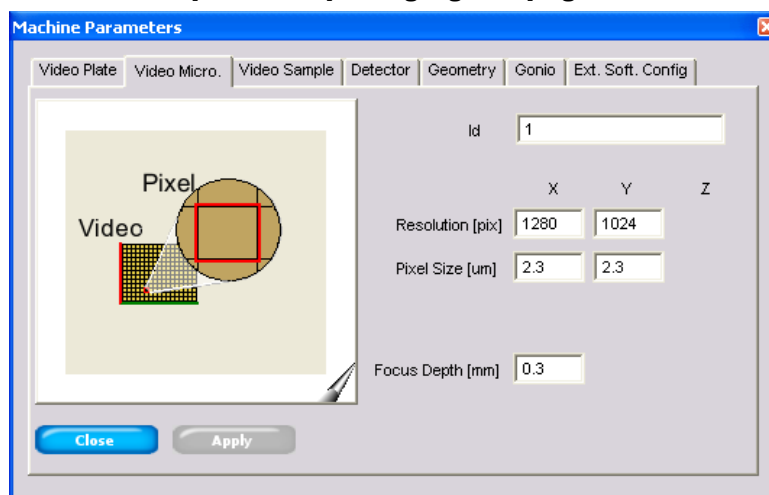 Machine Parameters
Video Plate Video Micro. Video Sample Detector Geometry Gonio Ext. Soft. Config
Pixel
Video
Id 1
X Y Z
Resolution [pix] 1280 1024
Pixel Size [um] 2.3 2.3
Focus Depth [mm] 0.3
Close Apply